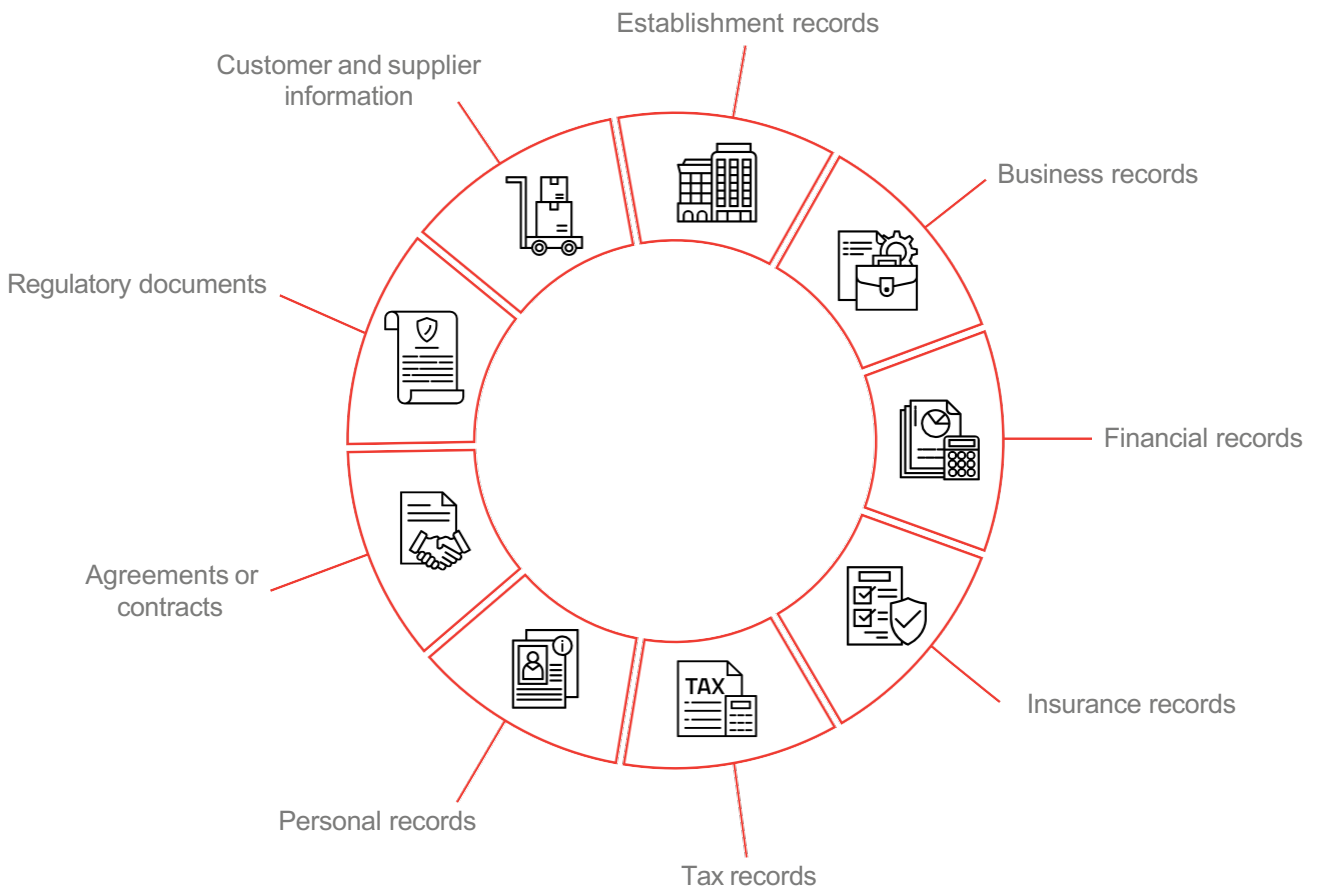 Establishment records
Customer and supplier
information
Business records
Regulatory documents
Financial records
Agreements or
contracts
Insurance records
TAX
Personal records
Tax records